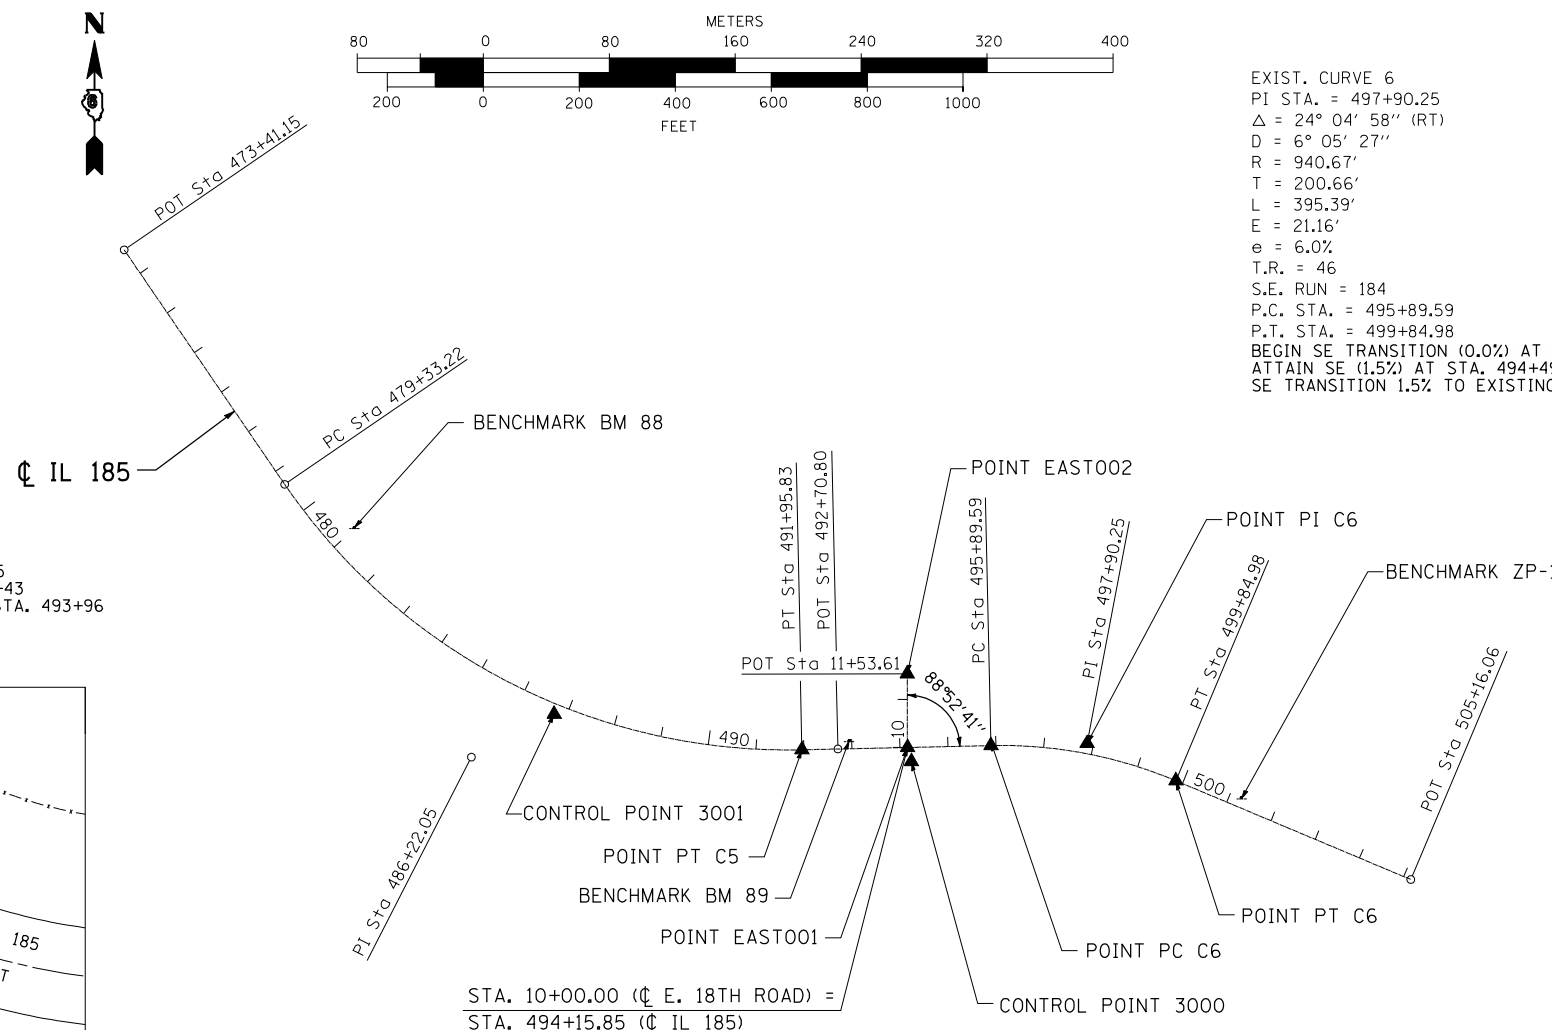 N
6
METERS
80 0 80 160 240 320 400
200 0 200 400 600 800 1000
FEET
EXIST. CURVE 6
PI STA. = 497+90.25
Δ = 24° 04' 58'' (RT)
D = 6° 05' 27''
R = 940.67'
T = 200.66'
L = 395.39'
E = 21.16'
e = 6.0%
T.R. = 46
S.E. RUN = 184
P.C. STA. = 495+89.59
P.T. STA. = 499+84.98
BEGIN SE TRANSITION (0.0%) AT
ATTAIN SE (1.5%) AT STA. 494+49
SE TRANSITION 1.5% TO EXISTING
POT Sta 473+41.15
PC Sta 479+33.22
BENCHMARK BM 88
℄ IL 185
480
-43
STA. 493+96
PT Sta 491+95.83
POT Sta 492+70.80
POINT EAST002
PC Sta 495+89.59
PI Sta 497+90.25
POINT PI C6
PT Sta 499+84.98
BENCHMARK ZP-
POT Sta 505+16.06
POT Sta 11+53.61
88°52'41''
10
490
500
CONTROL POINT 3001
PI Sta 486+22.05
POINT PT C5
BENCHMARK BM 89
POINT EAST001
POINT PT C6
POINT PC C6
CONTROL POINT 3000
STA. 10+00.00 (℄ E. 18TH ROAD) =
STA. 494+15.85 (℄ IL 185)
185
T